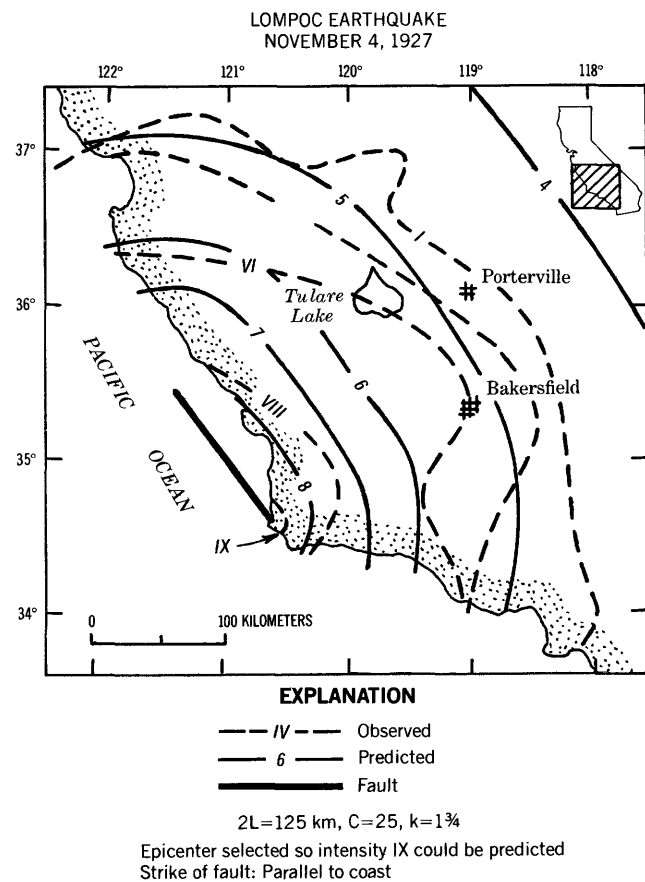 LOMPOC EARTHQUAKE
NOVEMBER 4, 1927
122° 121° 120° 119° 118°
37°
36°
35°
34°
5
4
Porterville
VI
Tulare
Lake
7
6
Bakersfield
PACIFIC
OCEAN
VIII
8
IX
0 100 KILOMETERS
EXPLANATION
IV Observed
6 Predicted
Fault
2L=125 km, C=25, k=1¾
Epicenter selected so intensity IX could be predicted
Strike of fault: Parallel to coast